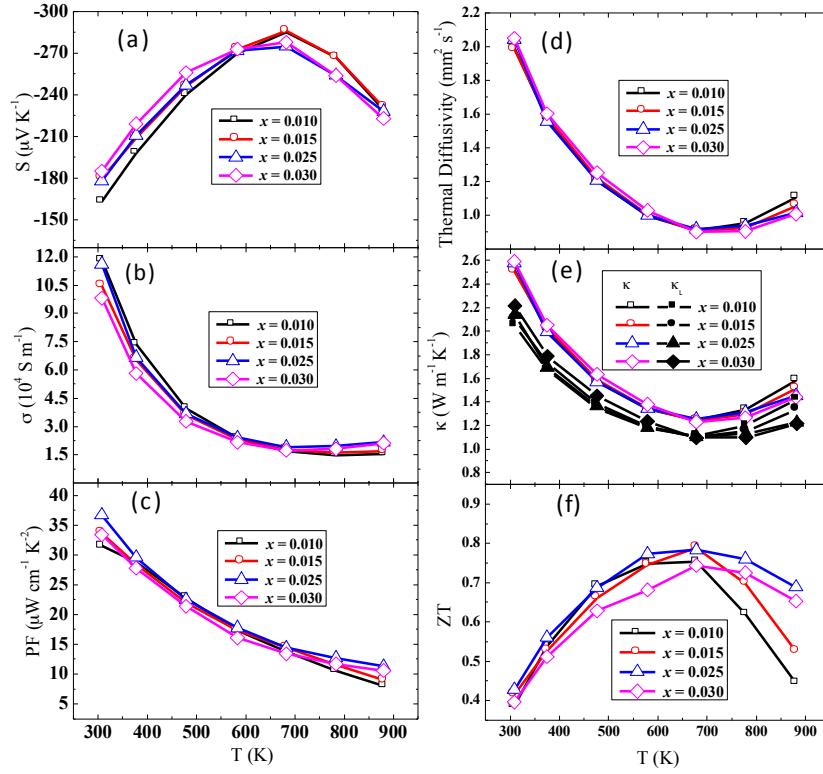 (a)
S (μV K⁻¹)
-300
-270
-240
-210
-180
-150
x = 0.010
x = 0.015
x = 0.025
x = 0.030
(b)
σ (10⁴ S m⁻¹)
12.0
10.5
9.0
7.5
6.0
4.5
3.0
1.5
x = 0.010
x = 0.015
x = 0.025
x = 0.030
(c)
PF (μW cm⁻¹ K⁻²)
40
35
30
25
20
15
10
5
x = 0.010
x = 0.015
x = 0.025
x = 0.030
300 400 500 600 700 800 900
T (K)
(d)
Thermal Diffusivity (mm² s⁻¹)
2.2
2.0
1.8
1.6
1.4
1.2
1.0
x = 0.010
x = 0.015
x = 0.025
x = 0.030
(e)
κ (W m⁻¹ K⁻¹)
2.6
2.4
2.2
2.0
1.8
1.6
1.4
1.2
1.0
κ κL
x = 0.010
x = 0.015
x = 0.025
x = 0.030
(f)
ZT
0.9
0.8
0.7
0.6
0.5
0.4
x = 0.010
x = 0.015
x = 0.025
x = 0.030
300 400 500 600 700 800 900
T (K)